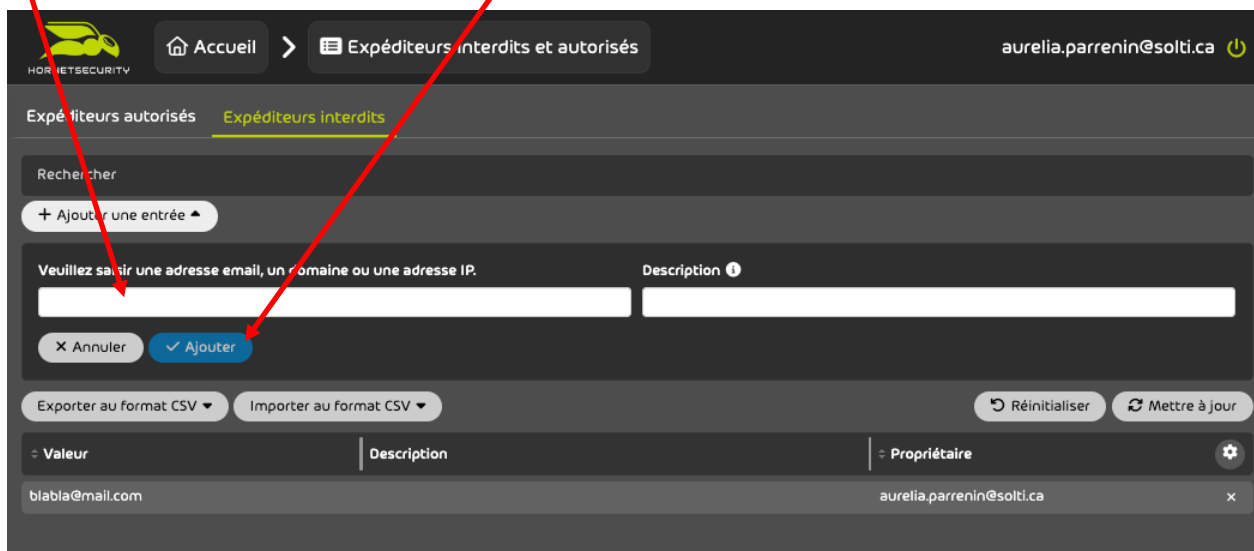 HORNETSECURITY
Accueil
Expéditeurs interdits et autorisés
aurelia.parrenin@solti.ca
Expéditeurs autorisés
Expéditeurs interdits
Rechercher
+ Ajouter une entrée
Veuillez saisir une adresse email, un domaine ou une adresse IP.
Description
Annuler
Ajouter
Exporter au format CSV
Importer au format CSV
Réinitialiser
Mettre à jour
Valeur
Description
Propriétaire
blabla@mail.com
aurelia.parrenin@solti.ca